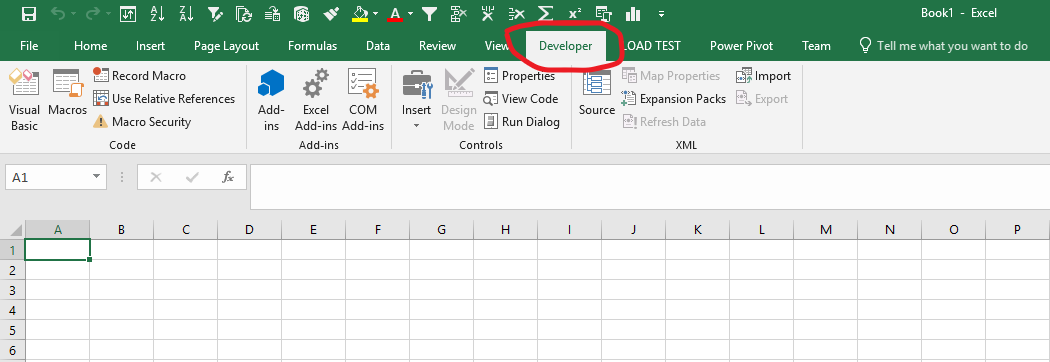 Book1 - Excel
File Home Insert Page Layout Formulas Data Review View Developer LOAD TEST Power Pivot Team Tell me what you want to do
Visual Basic
Macros
Record Macro
Use Relative References
Macro Security
Code
Add-ins
Excel Add-ins
COM Add-ins
Add-ins
Insert
Design Mode
Properties
View Code
Run Dialog
Controls
Source
Map Properties
Expansion Packs
Refresh Data
Import
Export
XML
A1 fx
A B C D E F G H I J K L M N O P
1
2
3
4
5
6